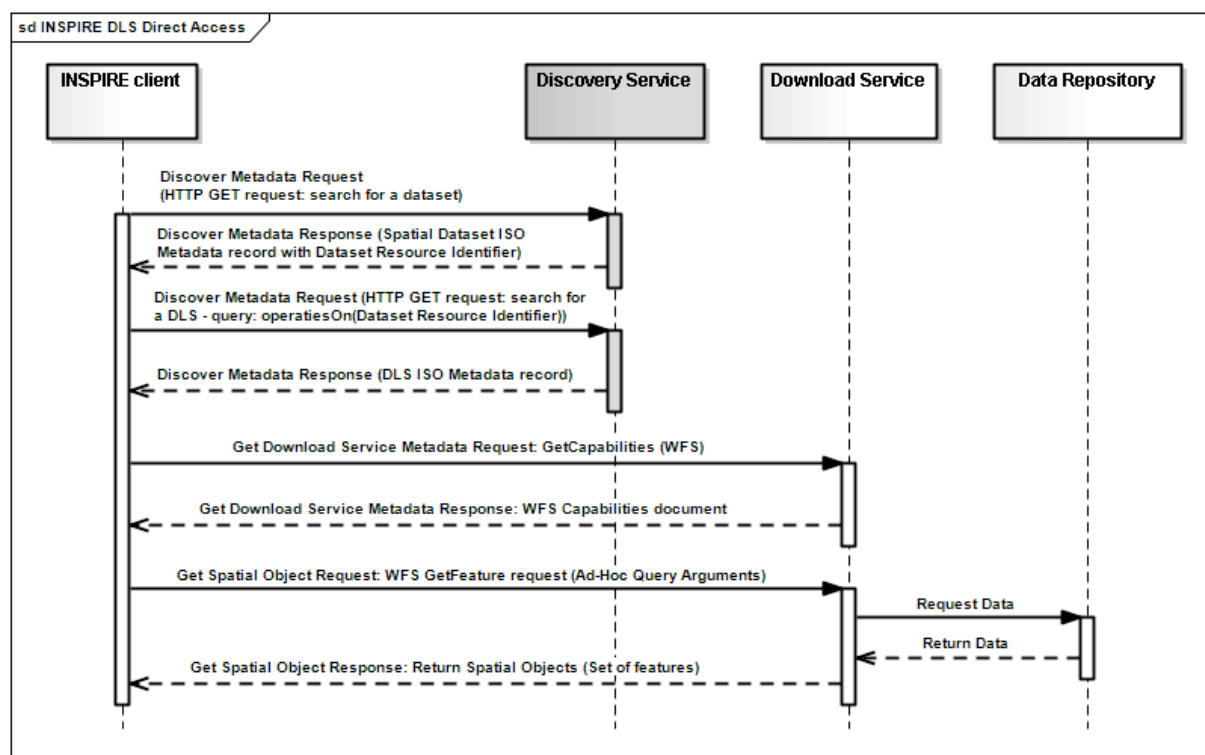 sd INSPIRE DLS Direct Access
INSPIRE client
Discovery Service
Download Service
Data Repository
Discover Metadata Request
(HTTP GET request: search for a dataset)
Discover Metadata Response (Spatial Dataset ISO
Metadata record with Dataset Resource Identifier)
Discover Metadata Request (HTTP GET request: search for
a DLS - query: operatiesOn(Dataset Resource Identifier))
Discover Metadata Response (DLS ISO Metadata record)
Get Download Service Metadata Request: GetCapabilities (WFS)
Get Download Service Metadata Response: WFS Capabilities document
Get Spatial Object Request: WFS GetFeature request (Ad-Hoc Query Arguments)
Request Data
Return Data
Get Spatial Object Response: Return Spatial Objects (Set of features)